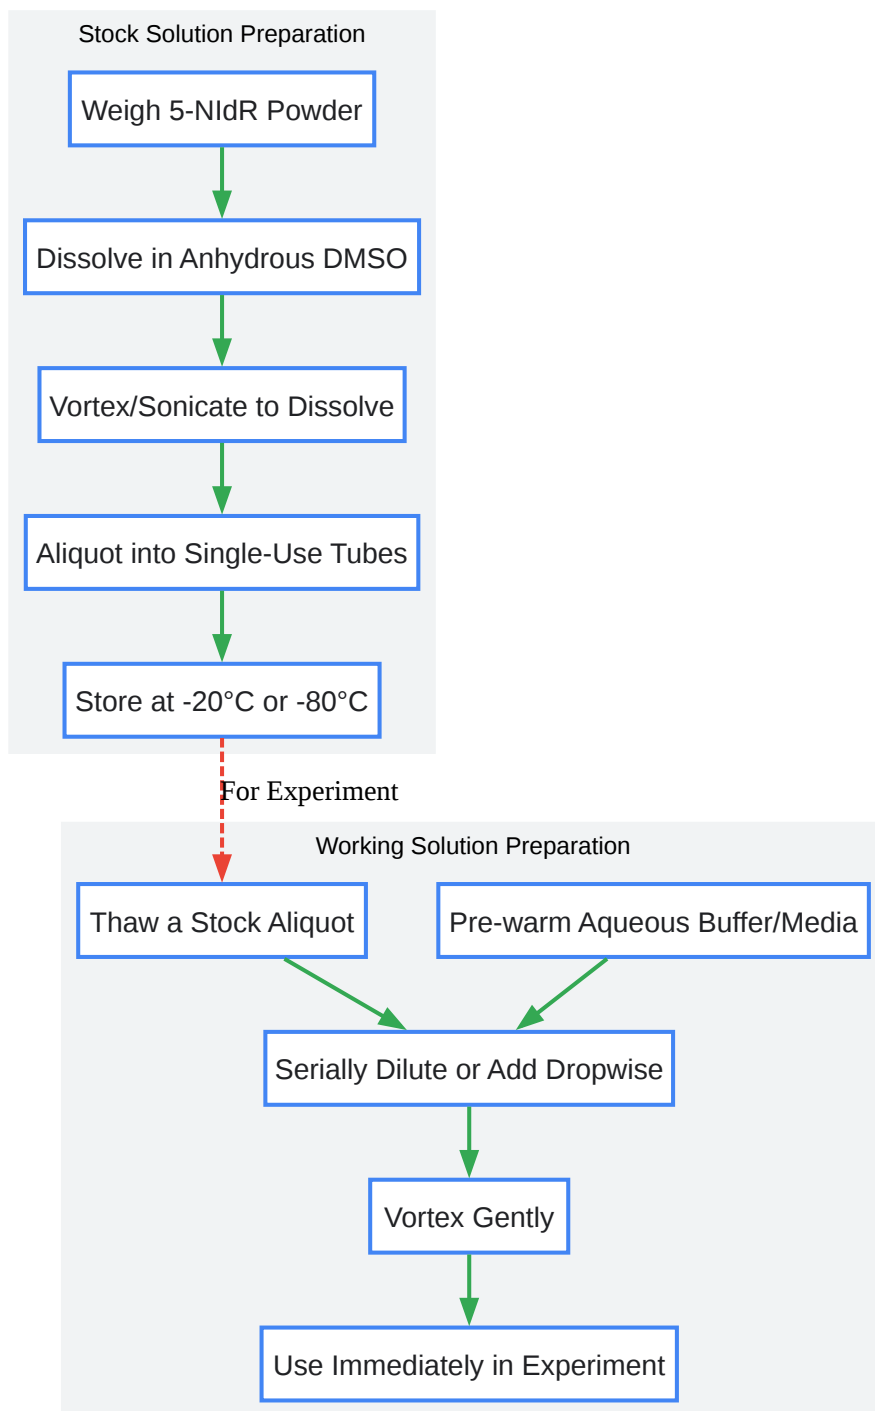 Stock Solution Preparation
Weigh 5-NIdR Powder
Dissolve in Anhydrous DMSO
Vortex/Sonicate to Dissolve
Aliquot into Single-Use Tubes
Store at -20°C or -80°C
For Experiment
Working Solution Preparation
Thaw a Stock Aliquot
Pre-warm Aqueous Buffer/Media
Serially Dilute or Add Dropwise
Vortex Gently
Use Immediately in Experiment